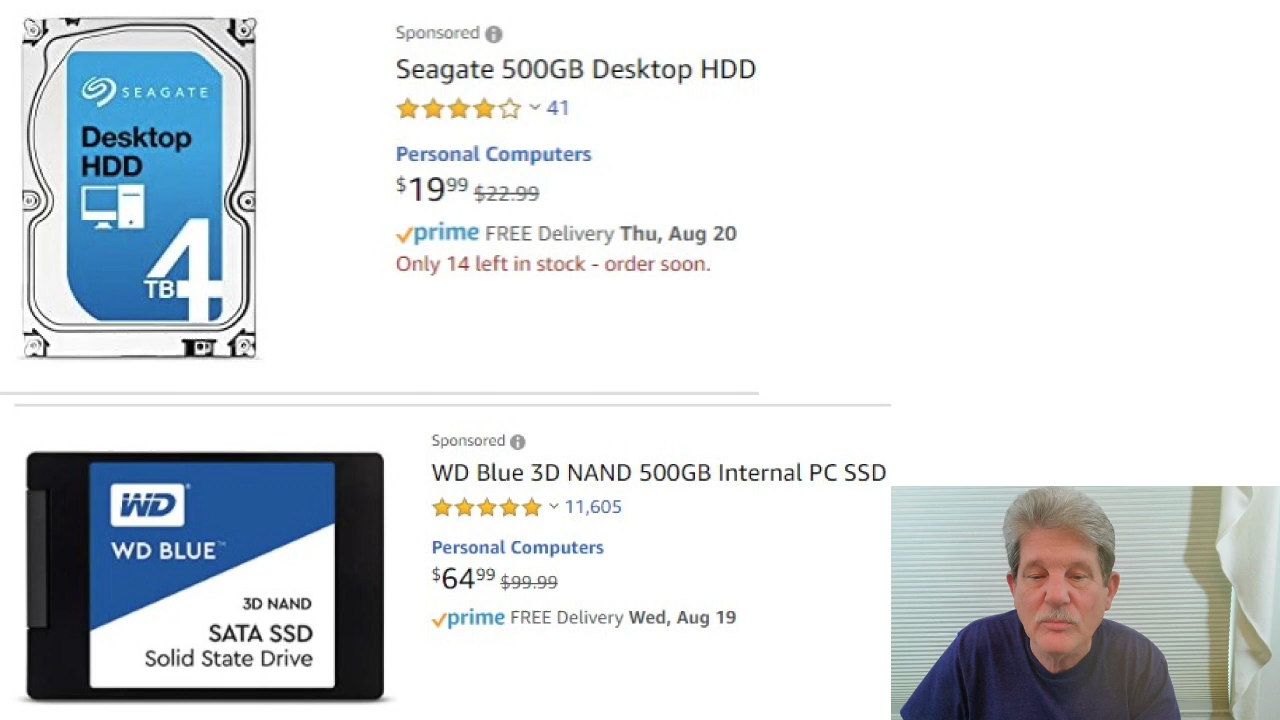 SEAGATE
Desktop
HDD
4
TB
Sponsored
Seagate 500GB Desktop HDD
41
Personal Computers
$19.99 $22.99
prime FREE Delivery Thu, Aug 20
Only 14 left in stock - order soon.
WD
WD BLUE™
3D NAND
SATA SSD
Solid State Drive
Sponsored
WD Blue 3D NAND 500GB Internal PC SSD
11,605
Personal Computers
$64.99 $99.99
prime FREE Delivery Wed, Aug 19